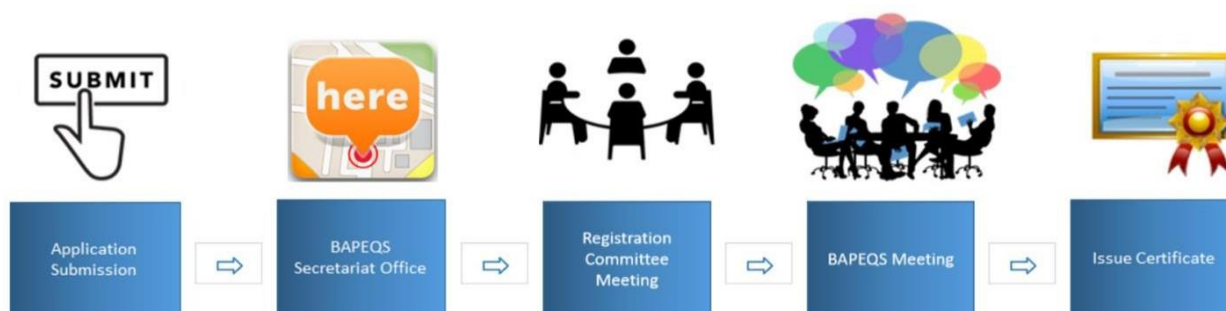 SUBMIT
here
Application
Submission
BAPEQS
Secretariat Office
Registration
Committee
Meeting
BAPEQS Meeting
Issue Certificate